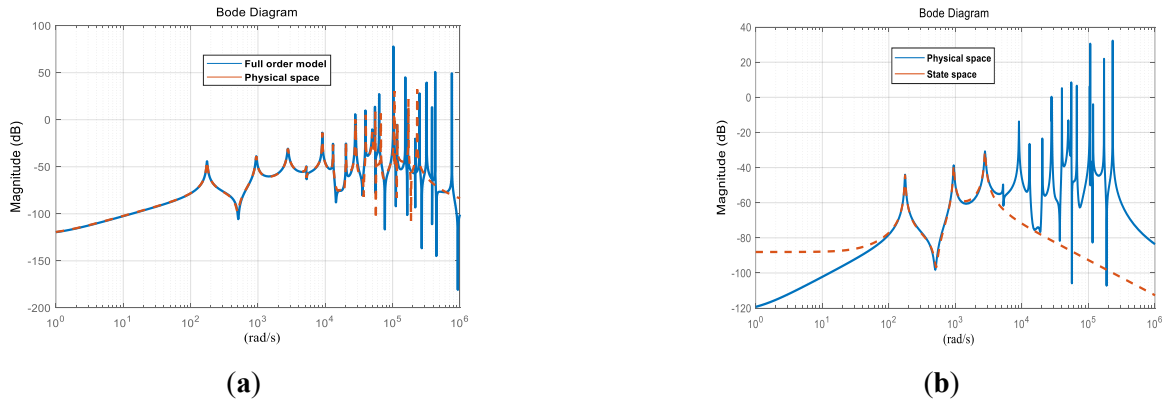 Bode Diagram
100
50
0
-50
-100
-150
-200
Magnitude (dB)
Full order model
Physical space
10^0
10^1
10^2
10^3
10^4
10^5
10^6
(rad/s)
(a)
Bode Diagram
40
20
0
-20
-40
-60
-80
-100
-120
Magnitude (dB)
Physical space
State space
10^0
10^1
10^2
10^3
10^4
10^5
10^6
(rad/s)
(b)